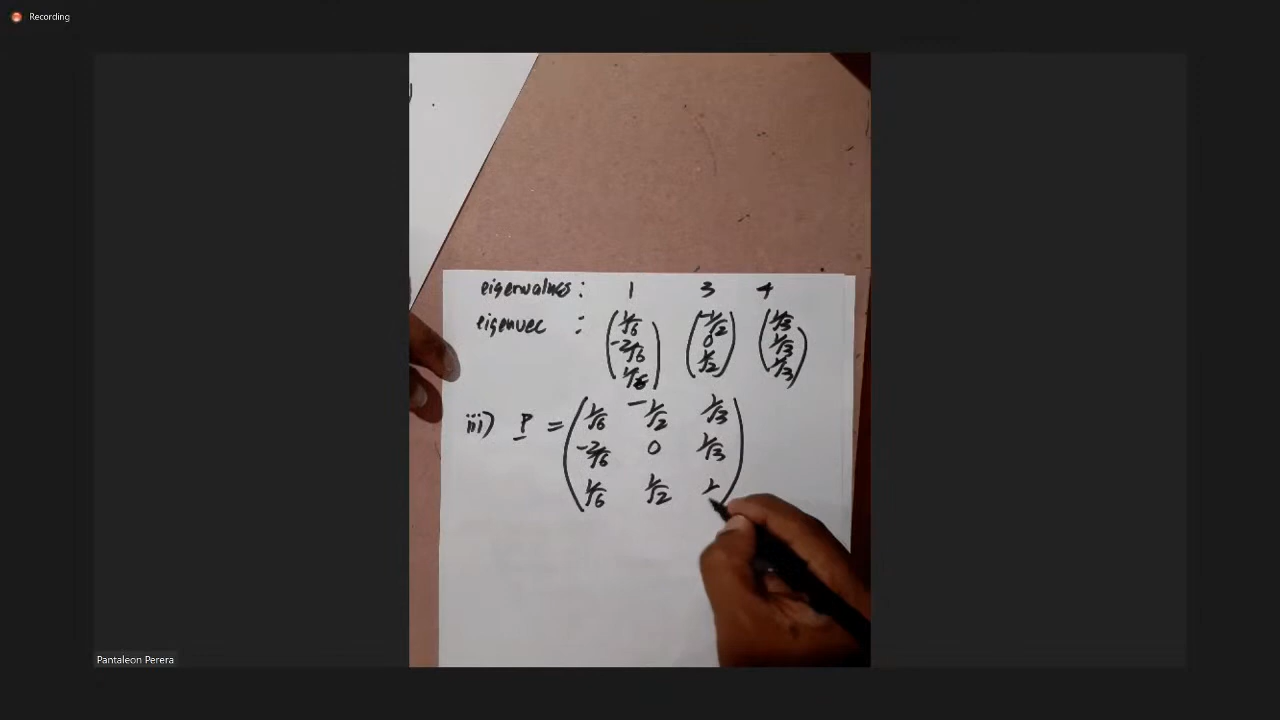 Recording
eigenvalues: 1 3 4
eigenvec : (1/√6 -2/√6 1/√6) (-1/√2 0 1/√2) (1/√3 1/√3 1/√3)
iii) P = (1/√6 -1/√2 1/√3
-2/√6 0 1/√3
1/√6 1/√2 1)
Pantaleon Perera